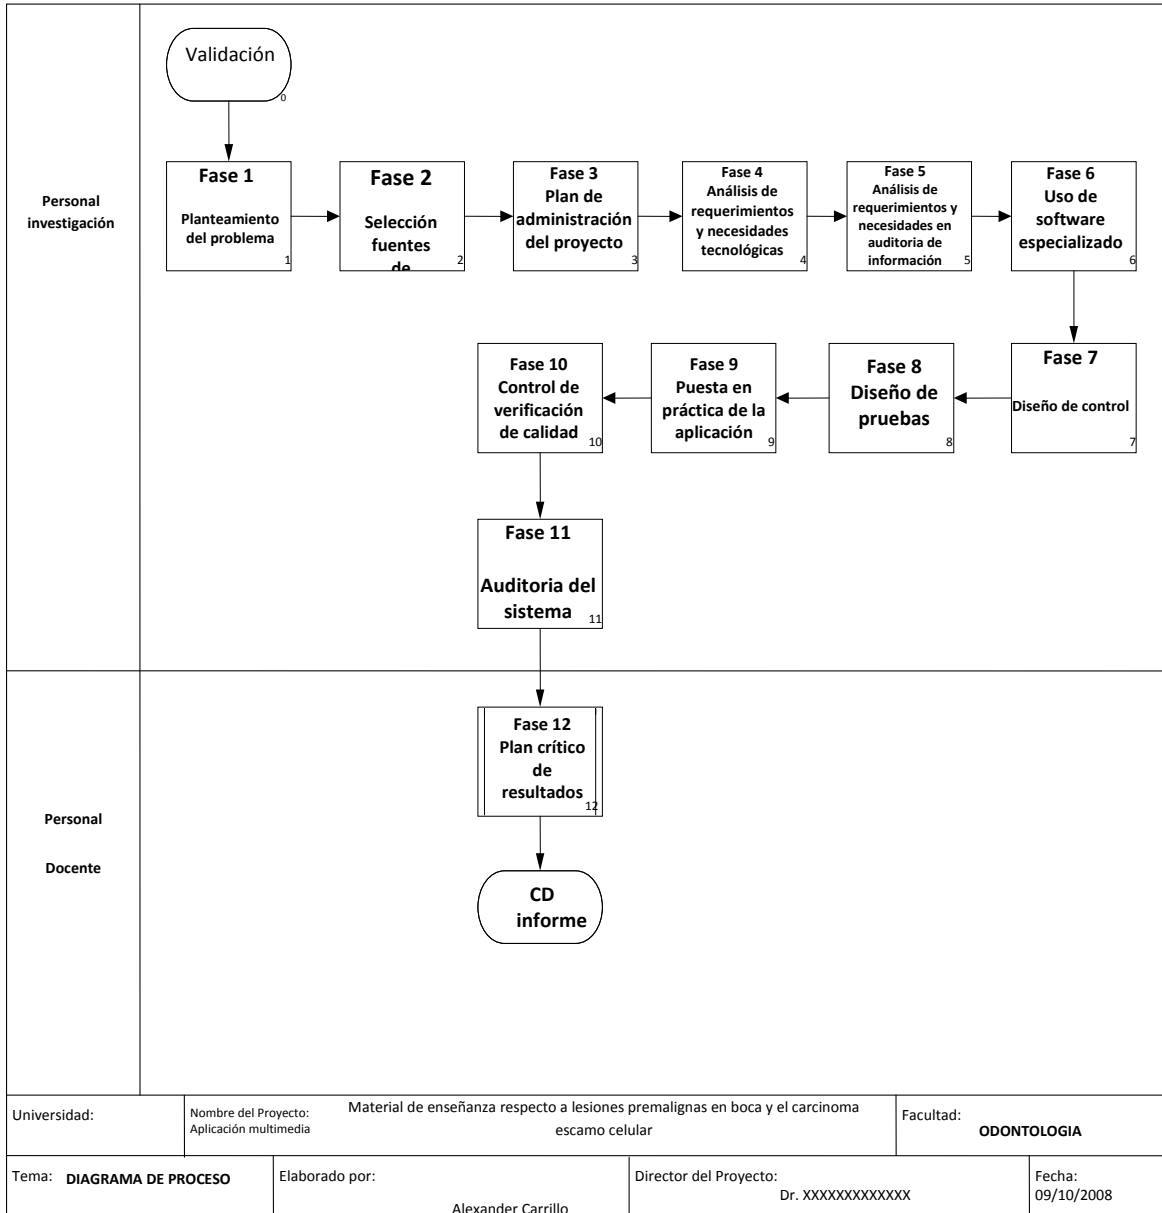 Validación
0
Personal
investigación
Fase 1
Planteamiento
del problema
1
Fase 2
Selección
fuentes
de
2
Fase 3
Plan de
administración
del proyecto
3
Fase 4
Análisis de
requerimientos
y necesidades
tecnológicas
4
Fase 5
Análisis de
requerimientos y
necesidades en
auditoria de
información
5
Fase 6
Uso de
software
especializado
6
Fase 7
Diseño de control
7
Fase 8
Diseño de
pruebas
8
Fase 9
Puesta en
práctica de la
aplicación
9
Fase 10
Control de
verificación
de calidad
10
Fase 11
Auditoria del
sistema
11
Personal
Docente
Fase 12
Plan crítico
de
resultados
12
CD
informe
Universidad:
Nombre del Proyecto:
Aplicación multimedia
Material de enseñanza respecto a lesiones premalignas en boca y el carcinoma
escamo celular
Facultad:
ODONTOLOGIA
Tema: DIAGRAMA DE PROCESO
Elaborado por:
Alexander Carrillo
Director del Proyecto:
Dr. XXXXXXXXXXXXX
Fecha:
09/10/2008